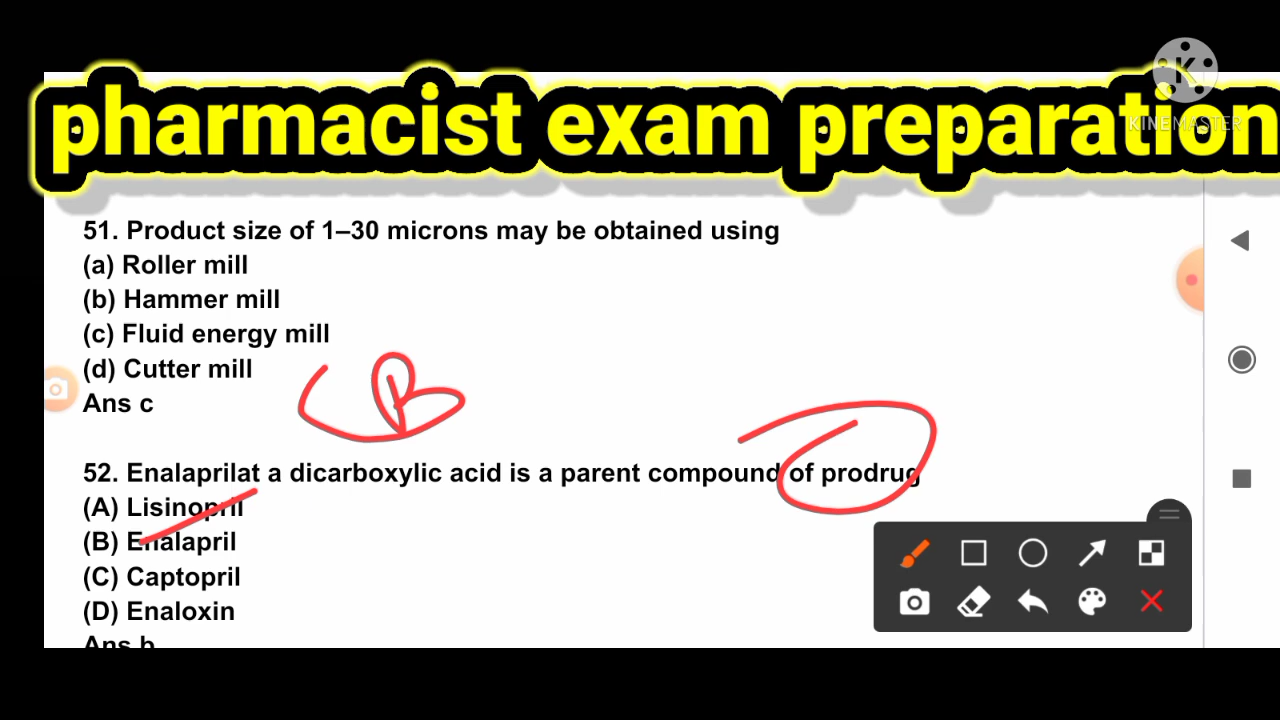 pharmacist exam preparation
K
KINEMASTER
51. Product size of 1–30 microns may be obtained using
(a) Roller mill
(b) Hammer mill
(c) Fluid energy mill
(d) Cutter mill
Ans c
B
52. Enalaprilat a dicarboxylic acid is a parent compound of prodrug
(A) Lisinopril
(B) Enalapril
(C) Captopril
(D) Enaloxin
Ans b